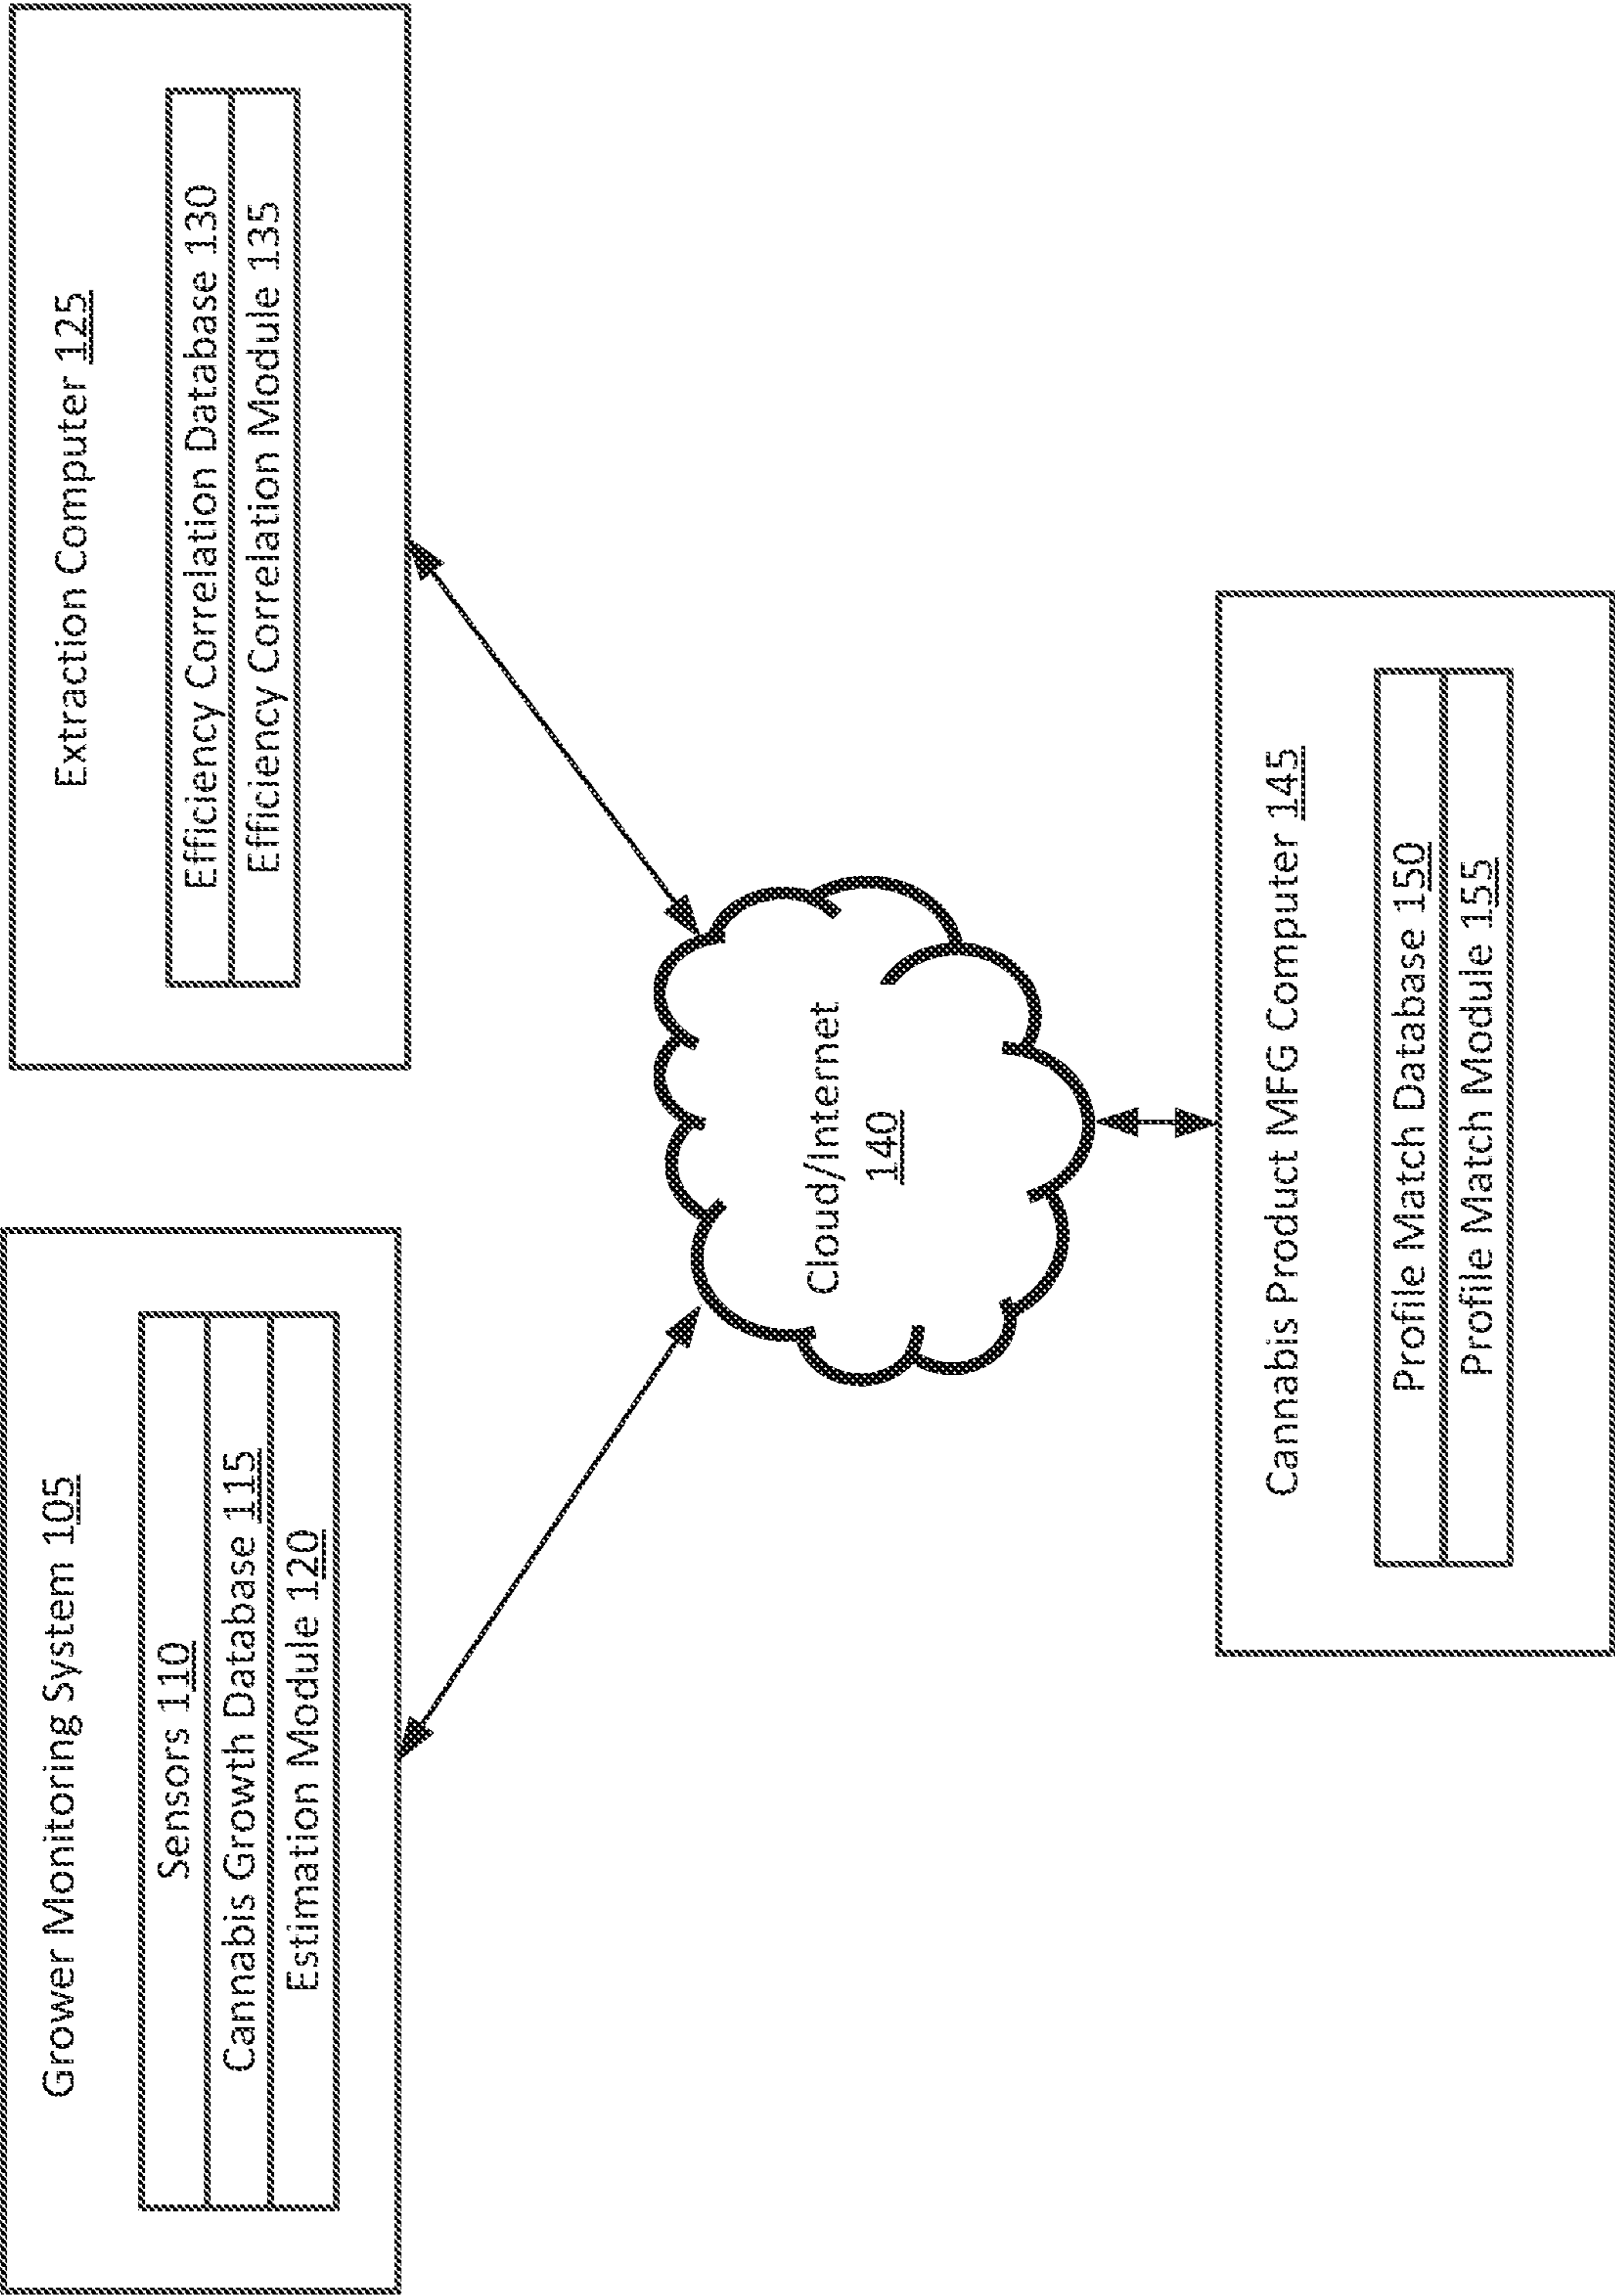 Grower Monitoring System 105
Sensors 110
Cannabis Growth Database 115
Estimation Module 120
Extraction Computer 125
Efficiency Correlation Database 130
Efficiency Correlation Module 135
Cloud/Internet
140
Cannabis Product MFG Computer 145
Profile Match Database 150
Profile Match Module 155